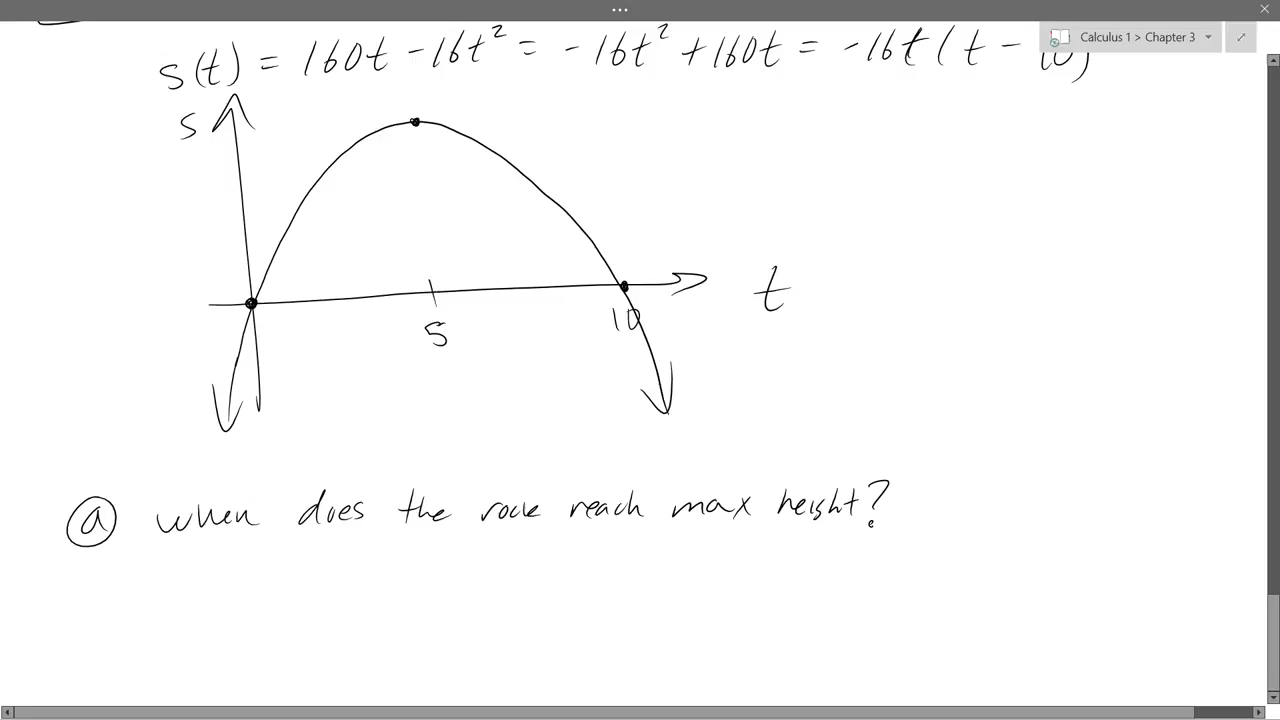 ...
Calculus 1 > Chapter 3
s(t) = 160t - 16t² = -16t² + 160t = -16t(t - 10)
s
t
5
10
(a) when does the rock reach max height?